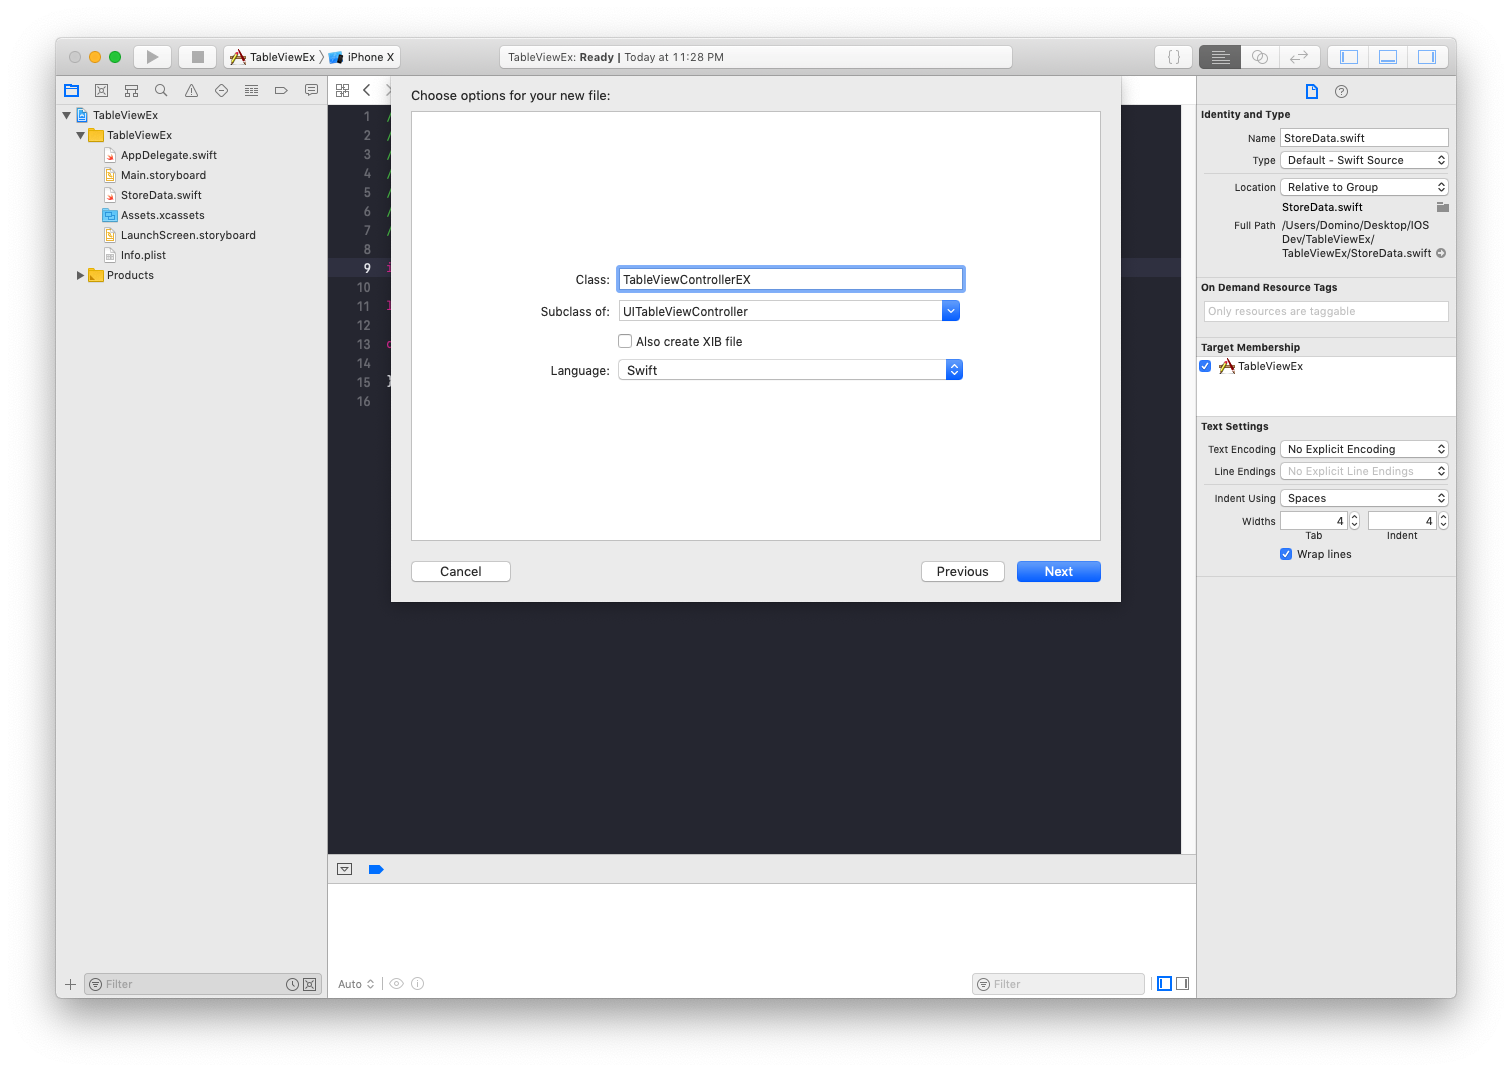 TableViewEx
iPhone X
TableViewEx: Ready | Today at 11:28 PM
{ }
TableViewEx
TableViewEx
AppDelegate.swift
Main.storyboard
StoreData.swift
Assets.xcassets
LaunchScreen.storyboard
Info.plist
Products
Filter
1 /
2 /
3 /
4 /
5 /
6 /
7 /
8
9 i
10
11
12
13
14
15 }
16
Choose options for your new file:
Class: TableViewControllerEX
Subclass of: UITableViewController
Also create XIB file
Language: Swift
Cancel
Previous
Next
Auto
Filter
Identity and Type
Name StoreData.swift
Type Default - Swift Source
Location Relative to Group
StoreData.swift
Full Path /Users/Domino/Desktop/IOS
Dev/TableViewEx/
TableViewEx/StoreData.swift
On Demand Resource Tags
Only resources are taggable
Target Membership
TableViewEx
Text Settings
Text Encoding No Explicit Encoding
Line Endings No Explicit Line Endings
Indent Using Spaces
Widths 4 4
Tab Indent
Wrap lines